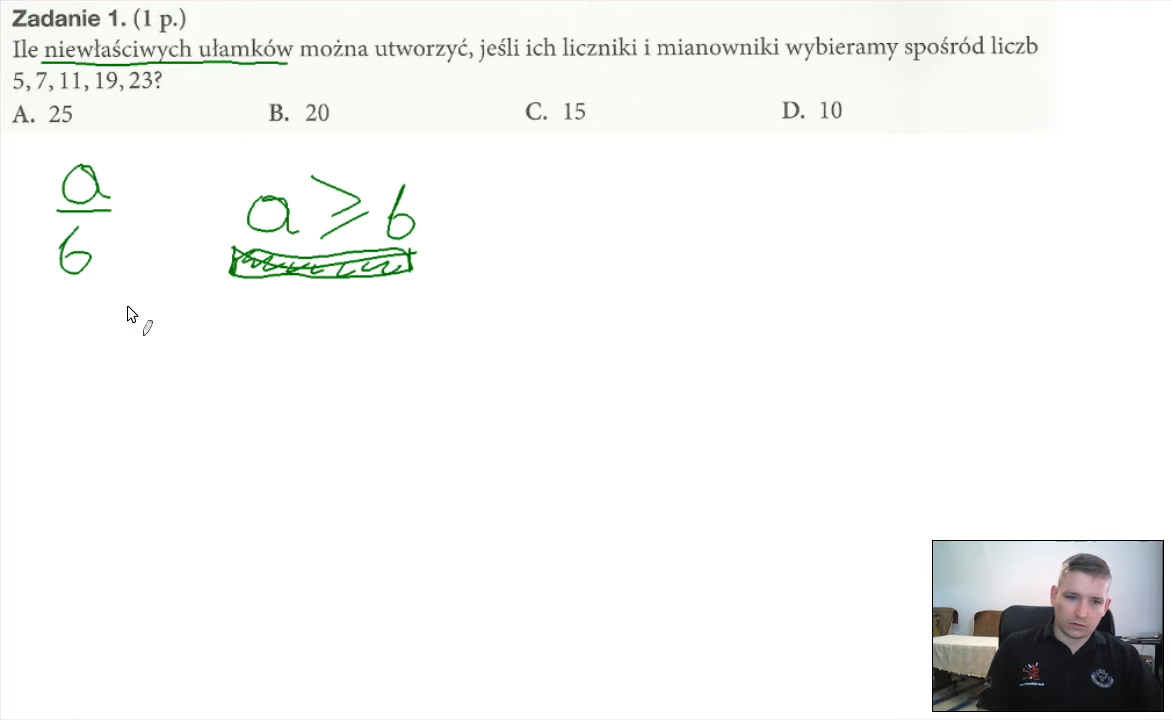 Zadanie 1. (1 p.)
Ile niewłaściwych ułamków można utworzyć, jeśli ich liczniki i mianowniki wybieramy spośród liczb
5, 7, 11, 19, 23?
A. 25 B. 20 C. 15 D. 10
a
b
a ≥ b